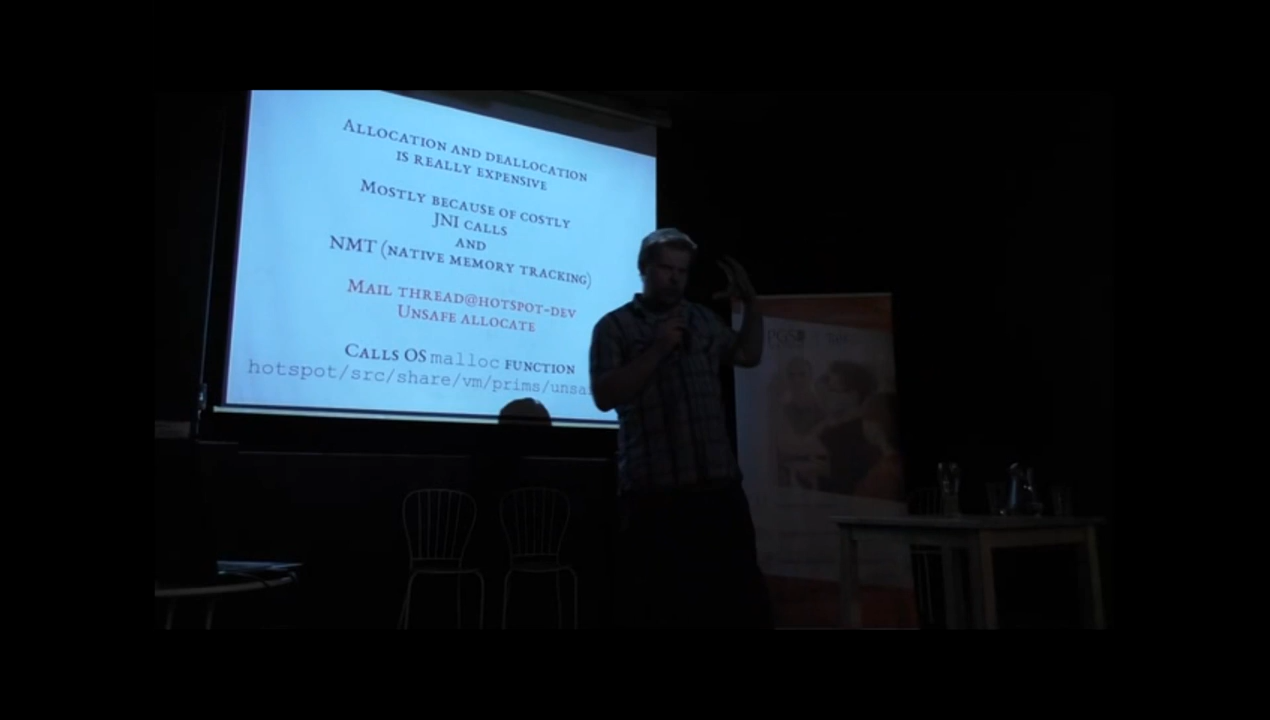 Allocation and deallocation
is really expensive
Mostly because of costly
JNI calls
and
NMT (native memory tracking)
Mail thread@hotspot-dev
Unsafe allocate
Calls OS malloc function
hotspot/src/share/vm/prims/unsa
PGS